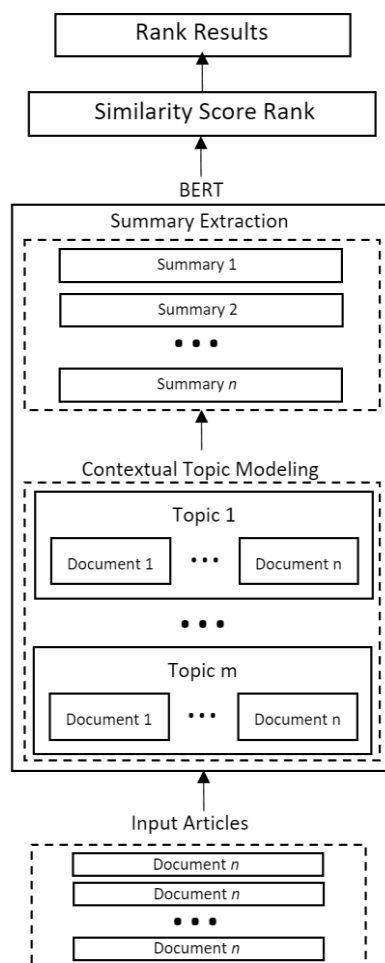 Rank Results
Similarity Score Rank
BERT
Summary Extraction
Summary 1
Summary 2
•••
Summary n
Contextual Topic Modeling
Topic 1
Document 1 ••• Document n
•••
Topic m
Document 1 ••• Document n
Input Articles
Document n
Document n
•••
Document n